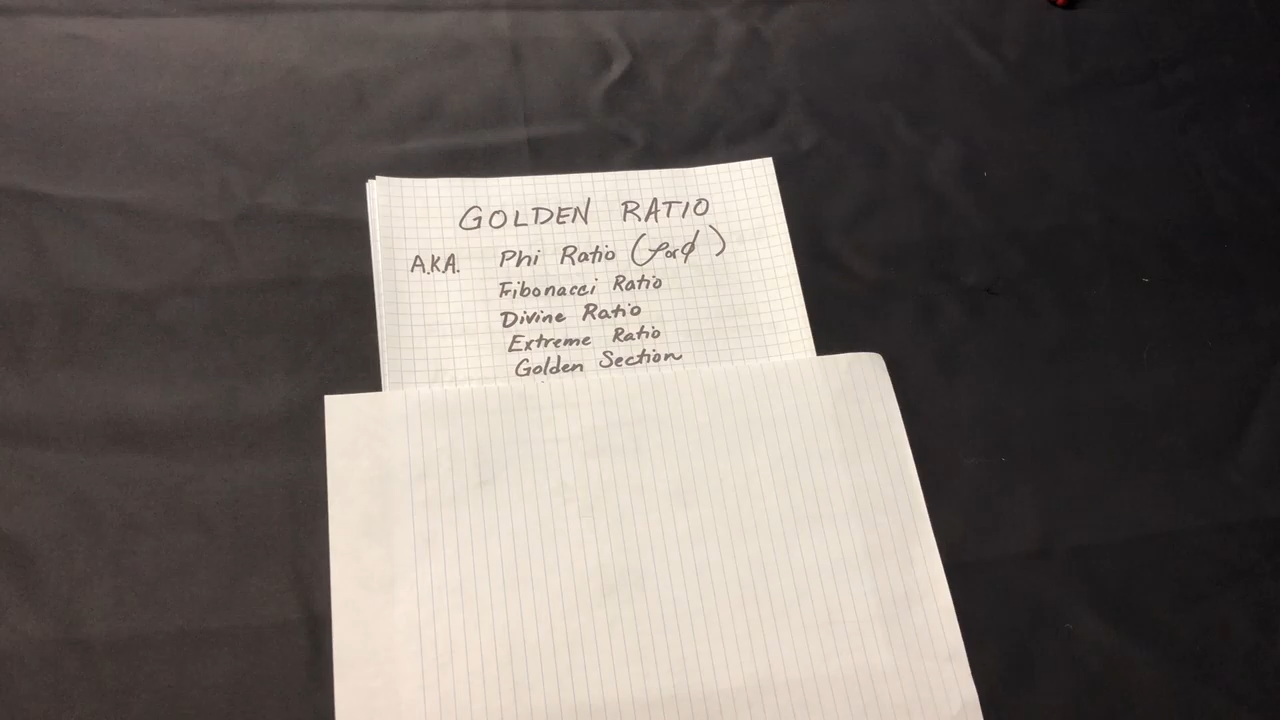 GOLDEN RATIO
A.K.A. Phi Ratio (φ or ϕ)
Fibonacci Ratio
Divine Ratio
Extreme Ratio
Golden Section